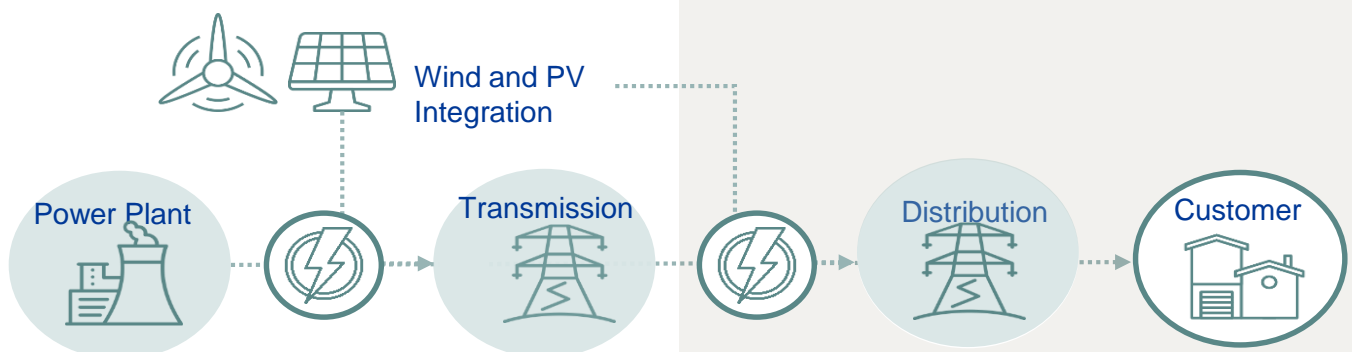 Wind and PV
Integration
Power Plant
Transmission
Distribution
Customer